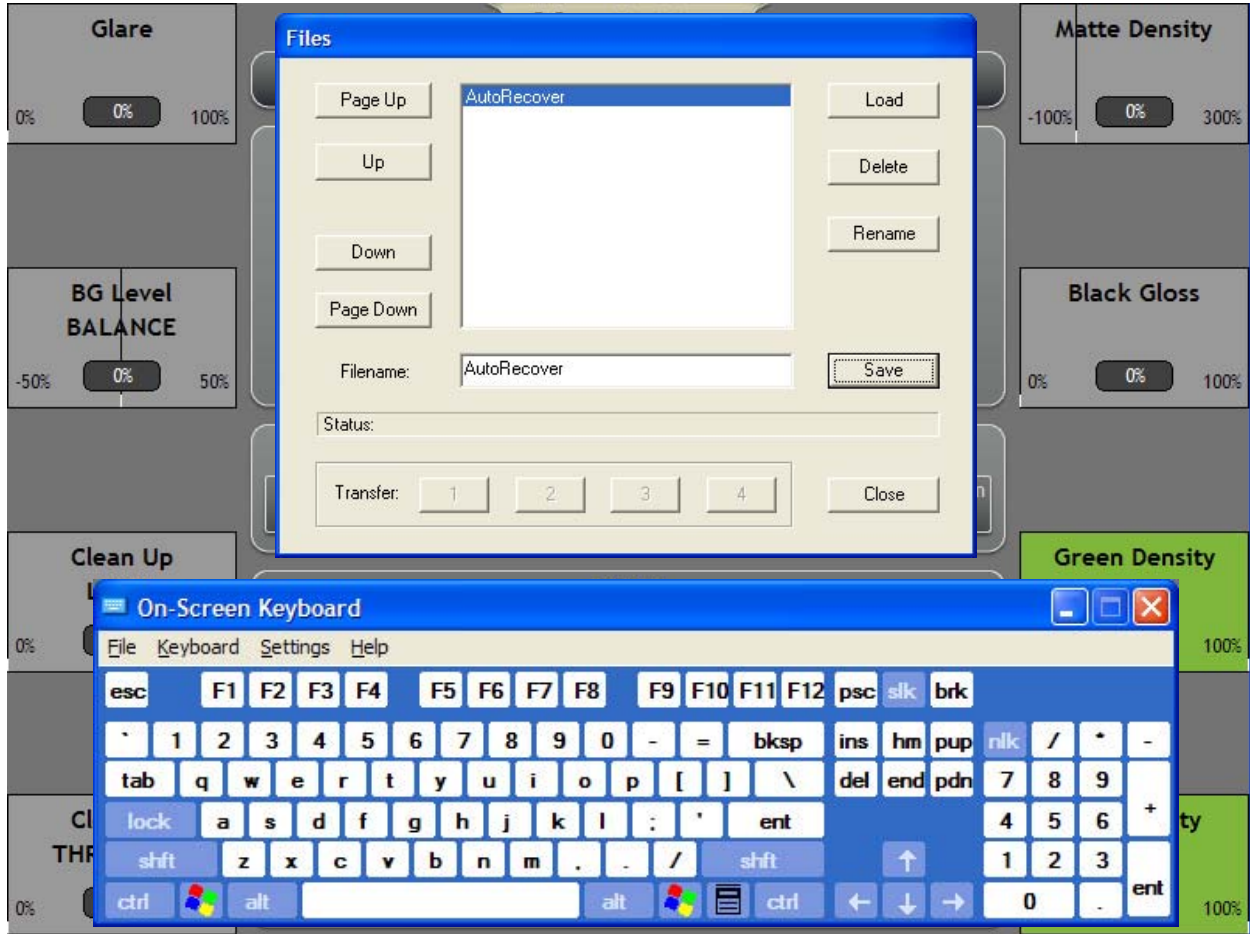 Glare
0%
0%
100%
Matte Density
-100%
0%
300%
BG Level
BALANCE
-50%
0%
50%
Black Gloss
0%
0%
100%
Clean Up
0%
Green Density
100%
THR
0%
ty
100%
Files
Page Up
AutoRecover
Load
Up
Delete
Rename
Down
Page Down
Filename:
AutoRecover
Save
Status:
Transfer:
1
2
3
4
Close
On-Screen Keyboard
File Keyboard Settings Help
esc F1 F2 F3 F4 F5 F6 F7 F8 F9 F10 F11 F12 psc slk brk
` 1 2 3 4 5 6 7 8 9 0 - = bksp ins hm pup nlk / * -
tab q w e r t y u i o p [ ] \ del end pdn 7 8 9
lock a s d f g h j k l : ' ent 4 5 6 +
shft z x c v b n m , . / shft ↑ 1 2 3
ctrl alt alt ctrl ← ↓ → 0 . ent